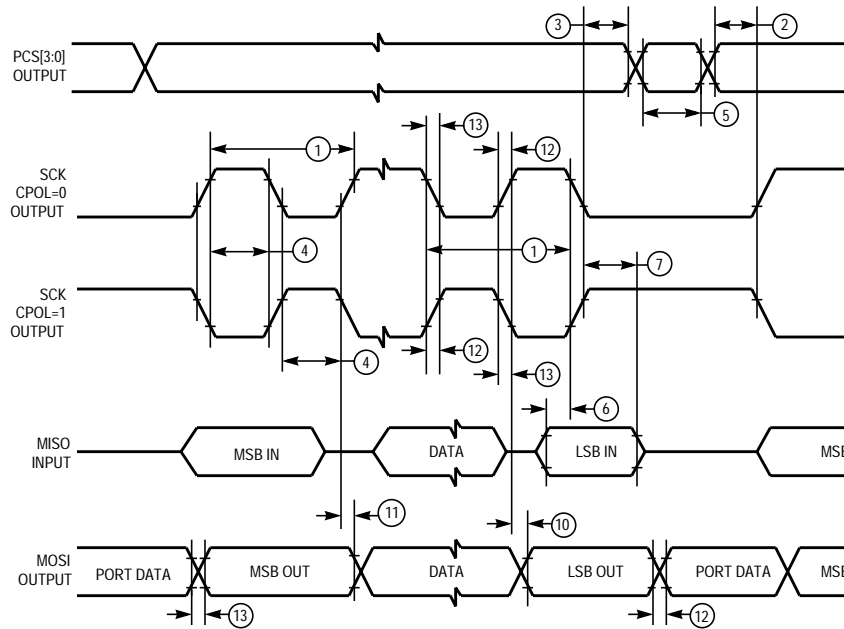 3
2
PCS[3:0]
OUTPUT
5
13
1
12
SCK
CPOL=0
OUTPUT
4
1
7
SCK
CPOL=1
OUTPUT
4
12
13
6
MISO
INPUT
MSB IN
DATA
LSB IN
MSB
11
10
MOSI
OUTPUT
PORT DATA
MSB OUT
DATA
LSB OUT
PORT DATA
MSB
13
12